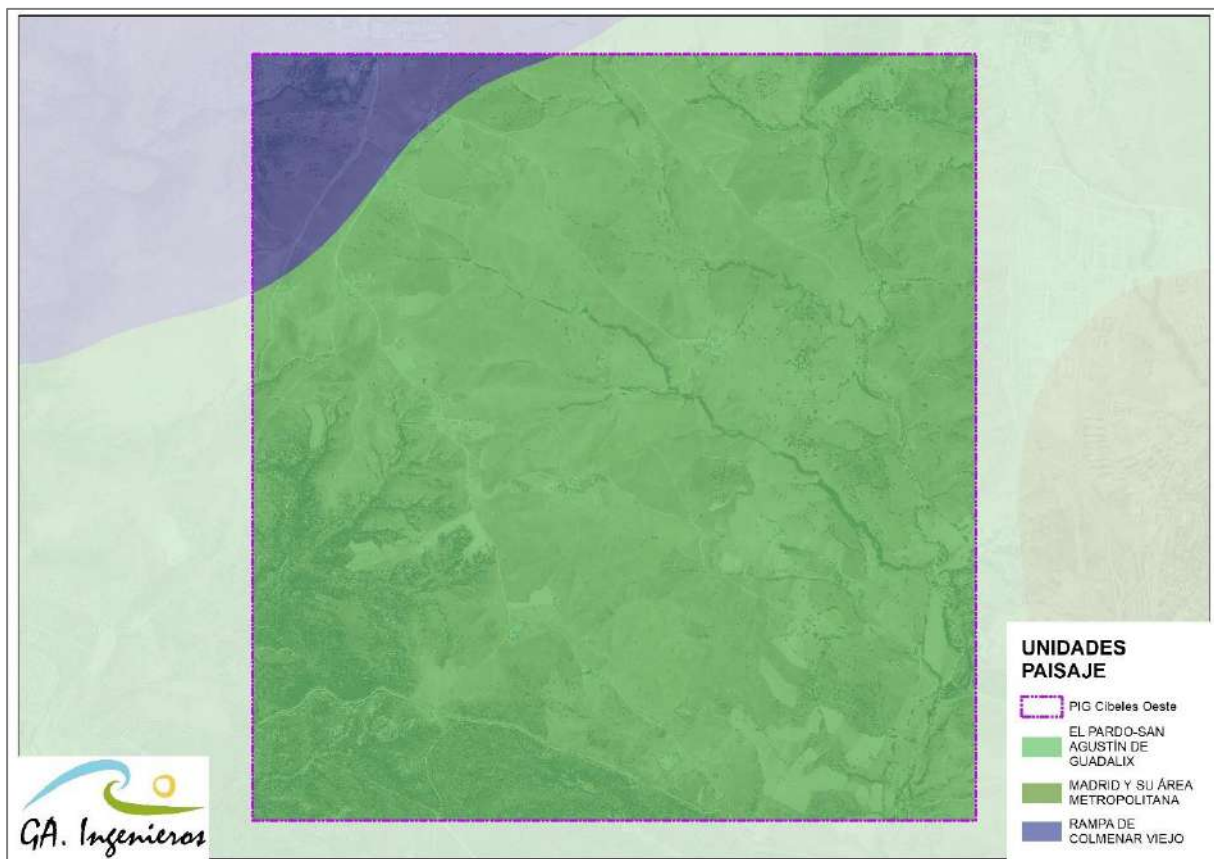 UNIDADES
PAISAJE
PIG Cibeles Oeste
EL PARDO-SAN
AGUSTÍN DE
GUADALIX
MADRID Y SU ÁREA
METROPOLITANA
RAMPA DE
COLMENAR VIEJO
GA. Ingenieros